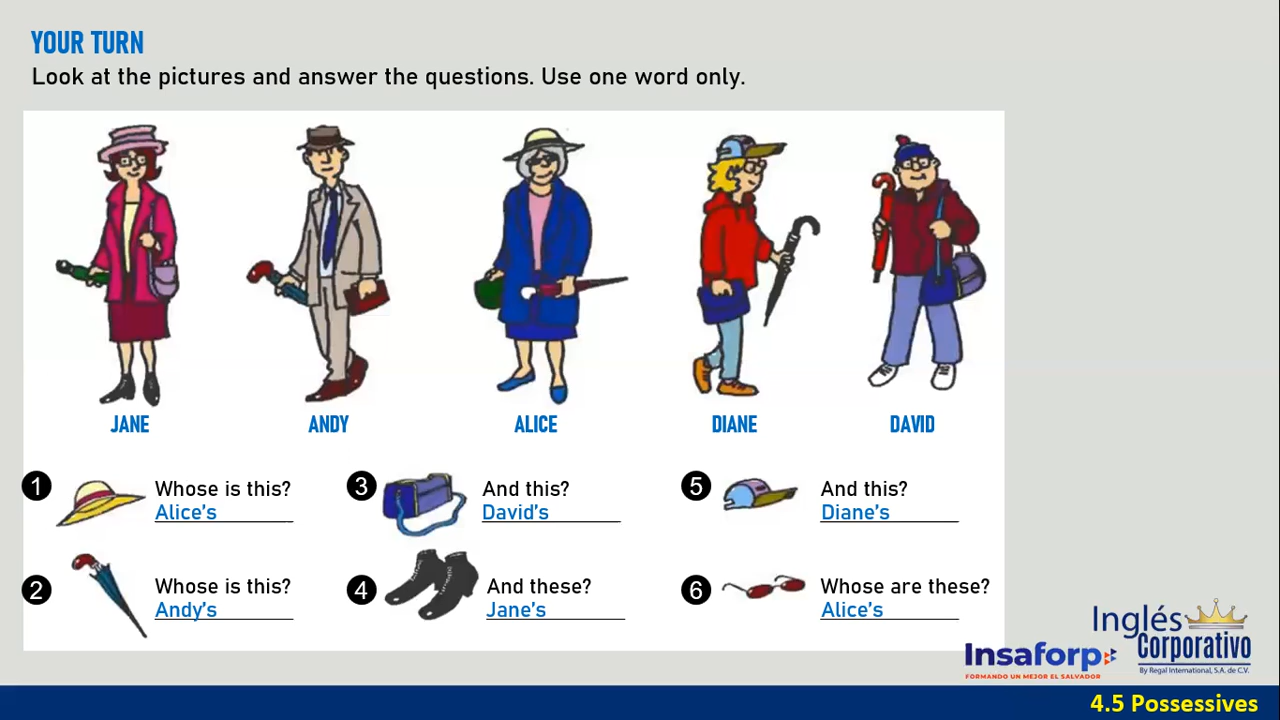 YOUR TURN
Look at the pictures and answer the questions. Use one word only.
JANE
ANDY
ALICE
DIANE
DAVID
1
Whose is this?
Alice's
2
Whose is this?
Andy's
3
And this?
David's
4
And these?
Jane's
5
And this?
Diane's
6
Whose are these?
Alice's
Insaforp
FORMANDO UN MEJOR EL SALVADOR
Inglés
Corporativo
By Regal International, S.A. de C.V.
4.5 Possessives